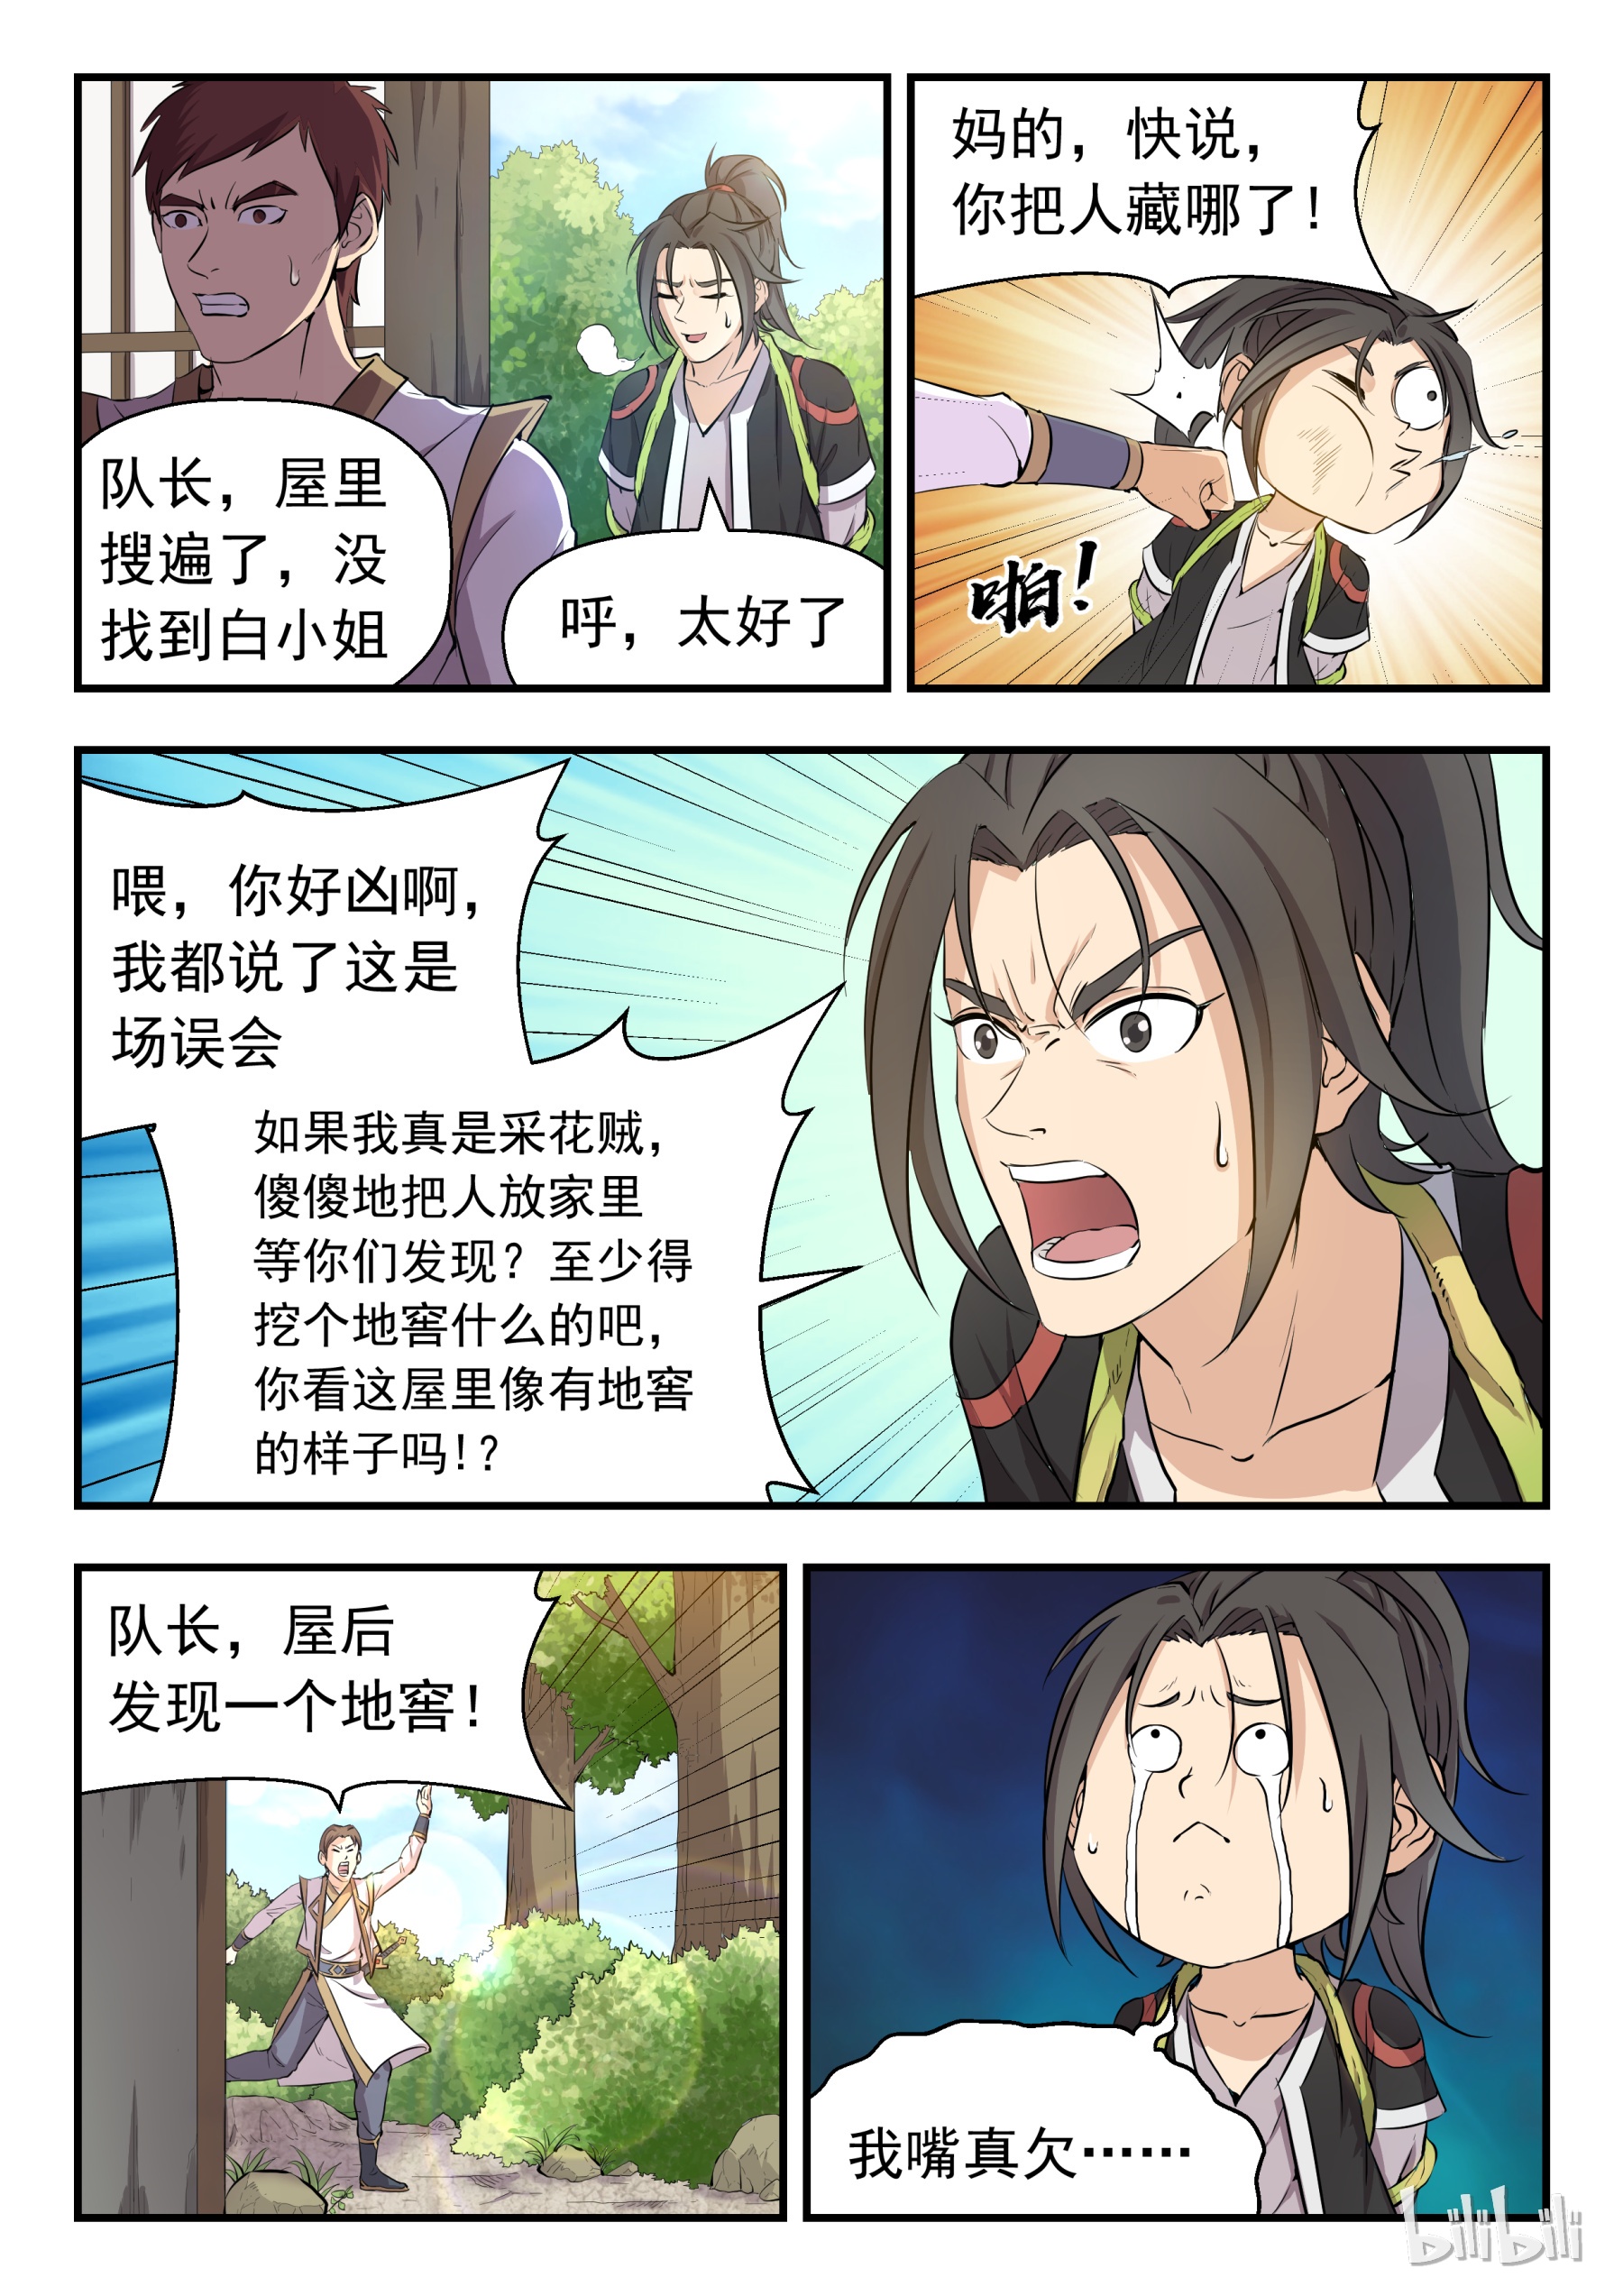 队长，屋里
搜遍了，没
找到白小姐
呼，太好了
妈的，快说，
你把人藏哪了！
啪！
喂，你好凶啊，
我都说了这是
场误会
如果我真是采花贼，
傻傻地把人放家里
等你们发现？至少得
挖个地窖什么的吧，
你看这屋里像有地窖
的样子吗！？
队长，屋后
发现一个地窖！
我嘴真欠……
bilibili